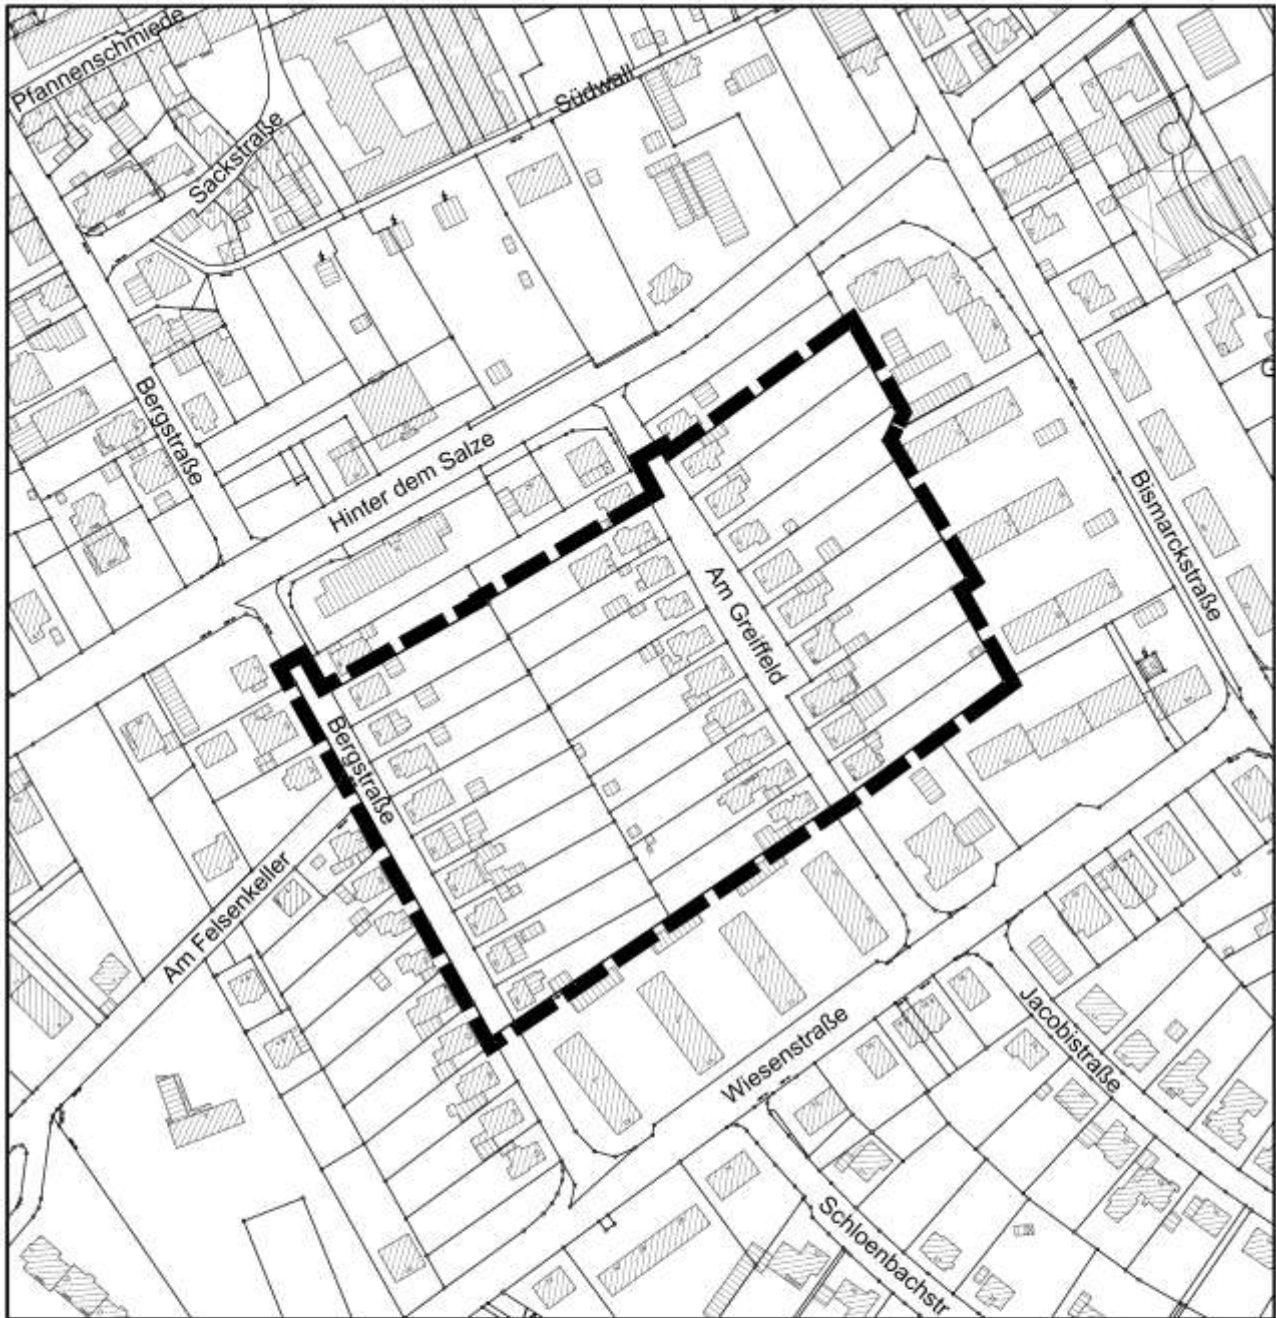 Pfannenschmiede
Sackstraße
Südwall
Bergstraße
Hinter dem Salze
Bismarckstraße
Am Greiffeld
Bergstraße
Am Felsenkeller
Wiesenstraße
Jacobistraße
Schloenbachstr